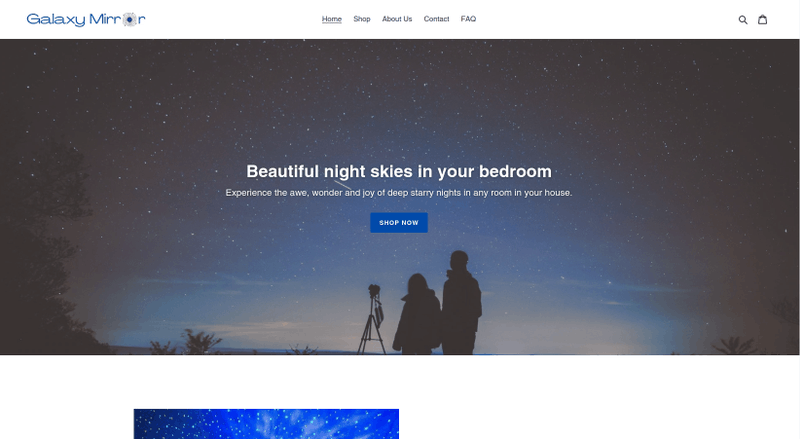 Galaxy Mirror
Home Shop About Us Contact FAQ
Beautiful night skies in your bedroom
Experience the awe, wonder and joy of deep starry nights in any room in your house.
SHOP NOW